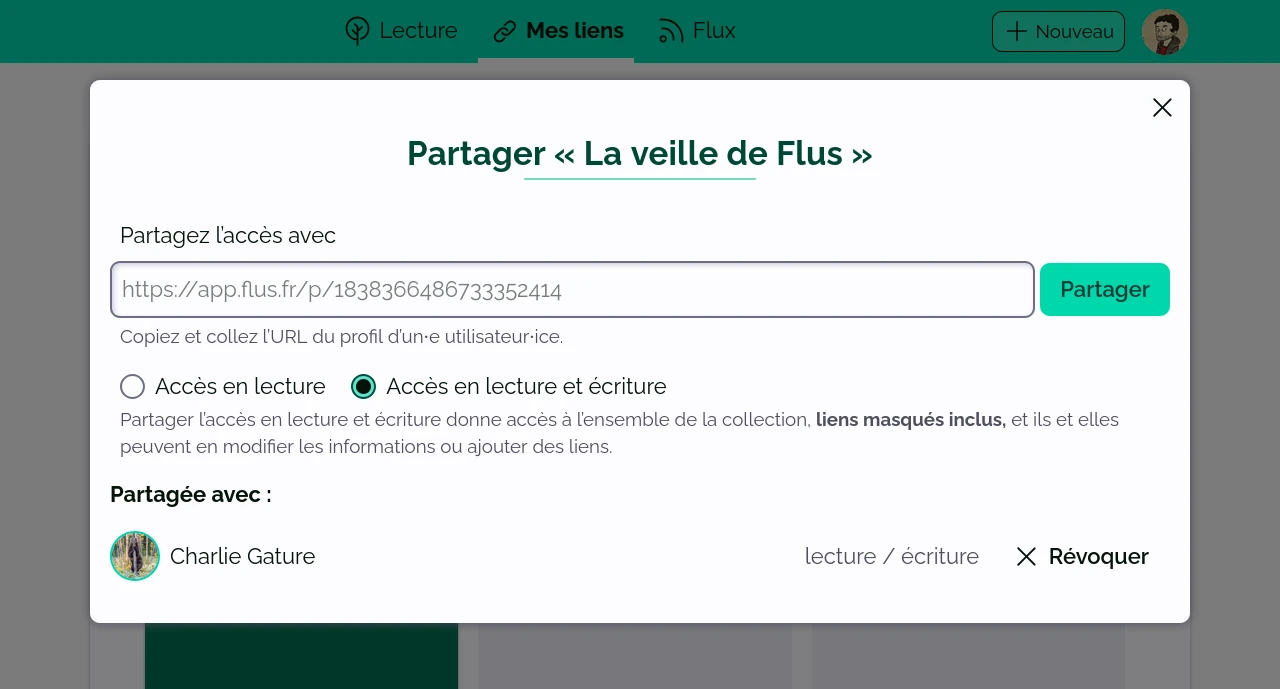 Lecture
Mes liens
Flux
Nouveau
Partager « La veille de Flus »
Partagez l’accès avec
https://app.flus.fr/p/1838366486733352414
Partager
Copiez et collez l’URL du profil d’un·e utilisateur·ice.
Accès en lecture
Accès en lecture et écriture
Partager l’accès en lecture et écriture donne accès à l’ensemble de la collection, liens masqués inclus, et ils et elles
peuvent en modifier les informations ou ajouter des liens.
Partagée avec :
Charlie Gature
lecture / écriture
Révoquer